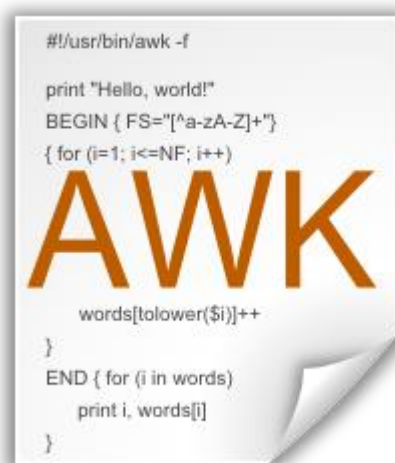 #!/usr/bin/awk -f
print "Hello, world!"
BEGIN { FS="[^a-zA-Z]+"}
{ for (i=1; i<=NF; i++)
AWK
words[tolower($i)]++
}
END { for (i in words)
print i, words[i]
}